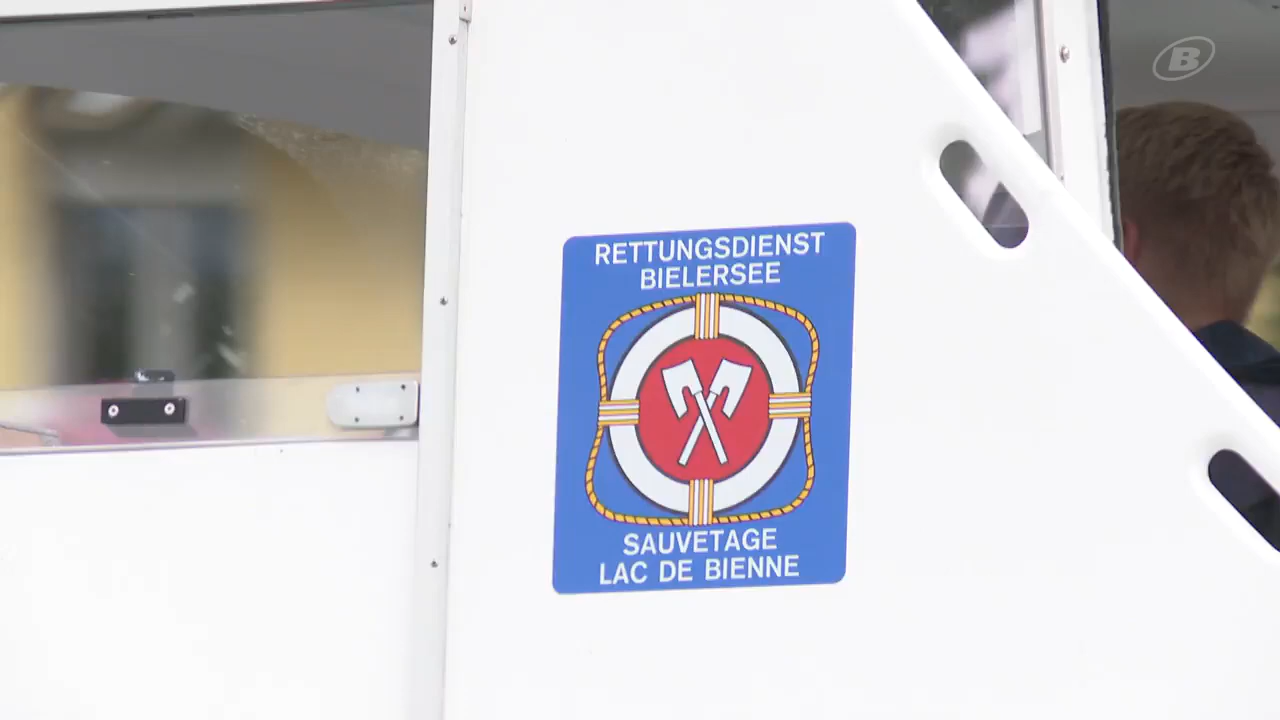 B
RETTUNGSDIENST
BIELERSEE
SAUVETAGE
LAC DE BIENNE